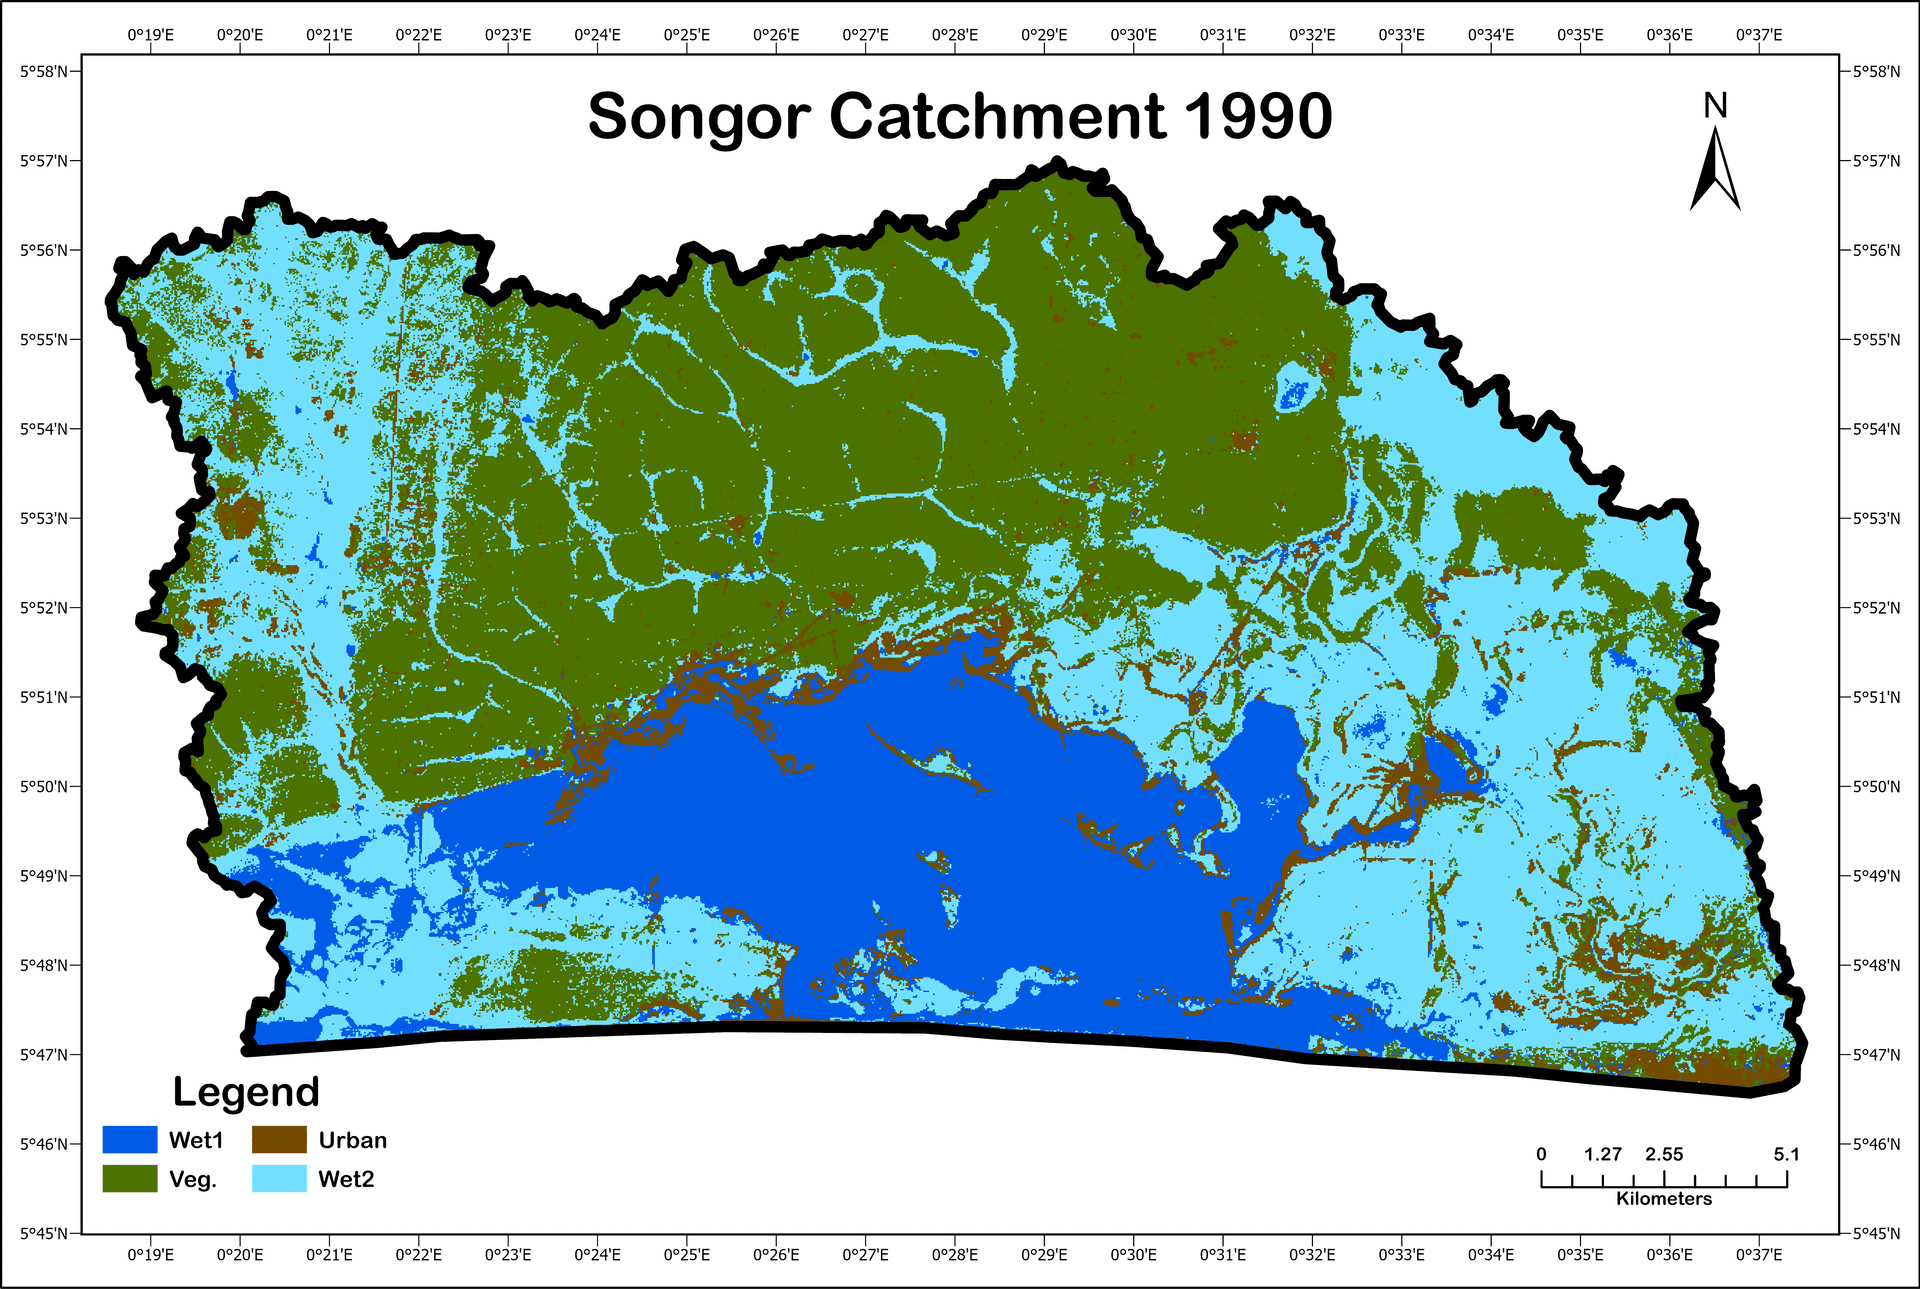 0°19'E 0°20'E 0°21'E 0°22'E 0°23'E 0°24'E 0°25'E 0°26'E 0°27'E 0°28'E 0°29'E 0°30'E 0°31'E 0°32'E 0°33'E 0°34'E 0°35'E 0°36'E 0°37'E
5°58'N 5°58'N
Songor Catchment 1990
N
5°57'N 5°57'N
5°56'N 5°56'N
5°55'N 5°55'N
5°54'N 5°54'N
5°53'N 5°53'N
5°52'N 5°52'N
5°51'N 5°51'N
5°50'N 5°50'N
5°49'N 5°49'N
5°48'N 5°48'N
5°47'N 5°47'N
Legend
Wet1 Urban
Veg. Wet2
5°46'N 5°46'N
0 1.27 2.55 5.1
Kilometers
5°45'N 5°45'N
0°19'E 0°20'E 0°21'E 0°22'E 0°23'E 0°24'E 0°25'E 0°26'E 0°27'E 0°28'E 0°29'E 0°30'E 0°31'E 0°32'E 0°33'E 0°34'E 0°35'E 0°36'E 0°37'E